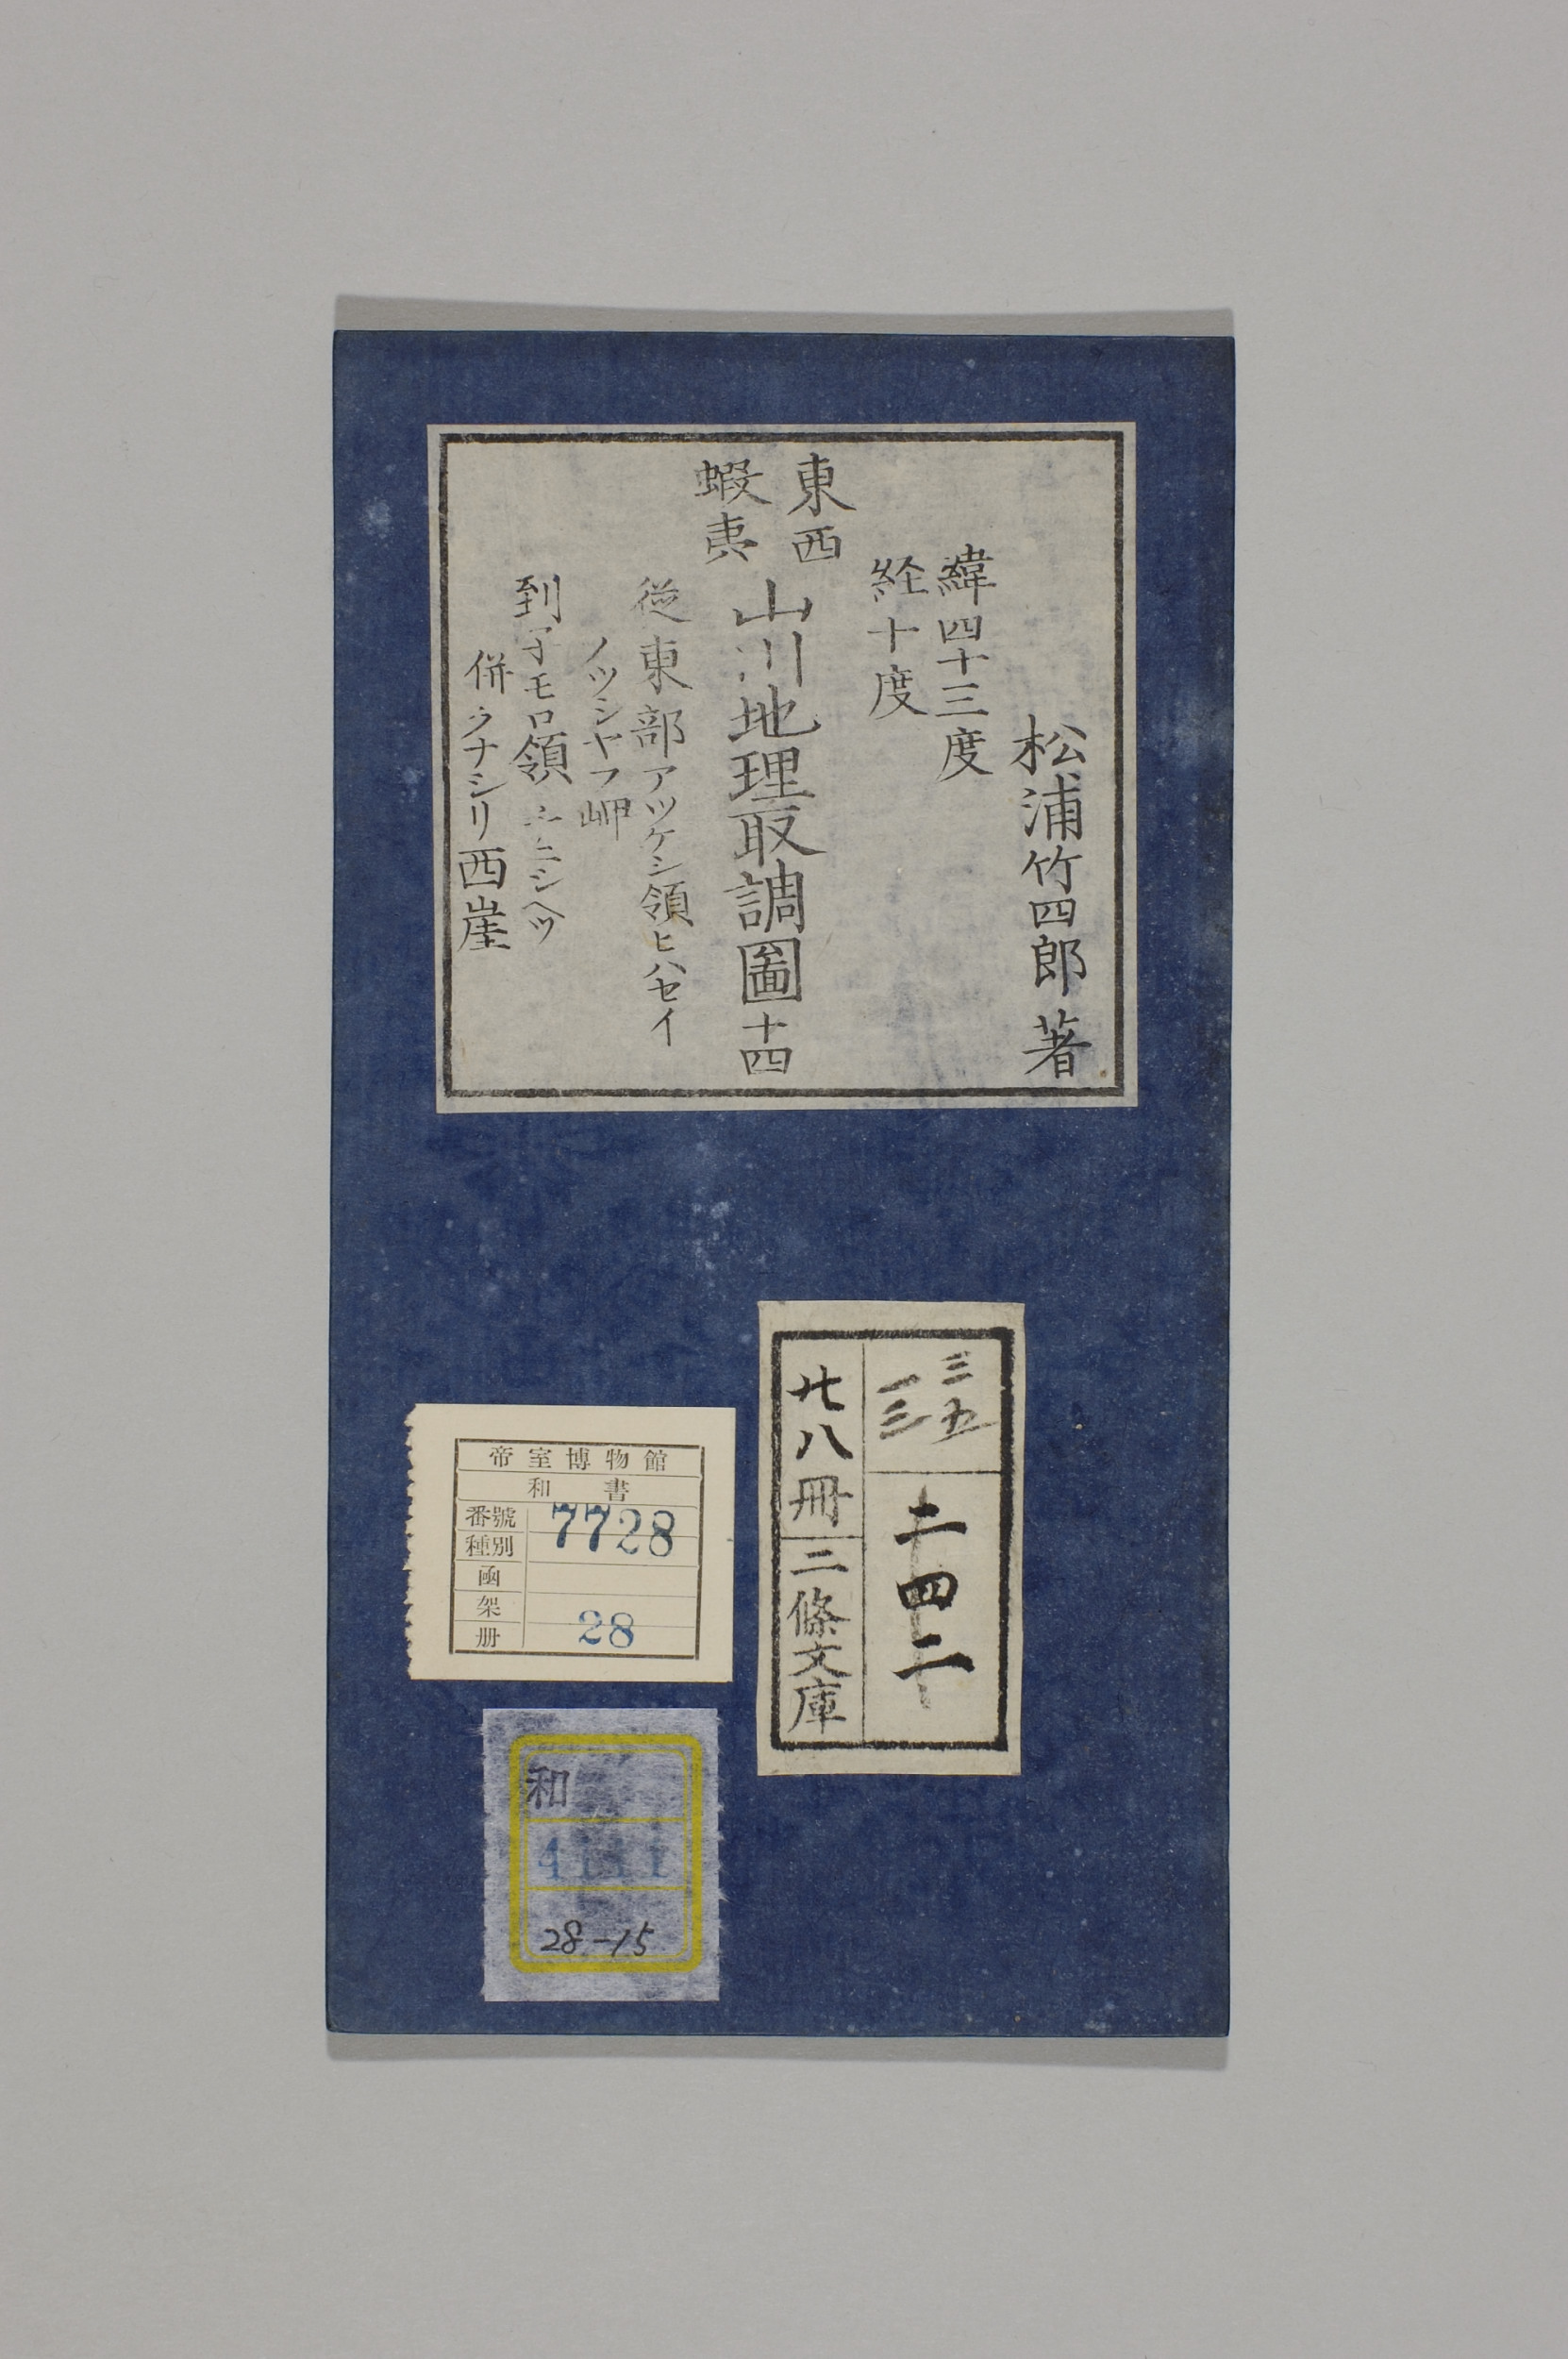 松浦竹四郎著
緯四十三度
経十度
東西
蝦夷
山川地理取調圖十四
從東部アツケシ領ヒハセイ
ノツシヤフ岬
到子モロ領ニシヘツ
併クナシリ西崖
三五
一三
二四二
廿八冊
二條文庫
帝室博物館
和書
番號 7728
種別
函
架
册 28
和
4111
28-15